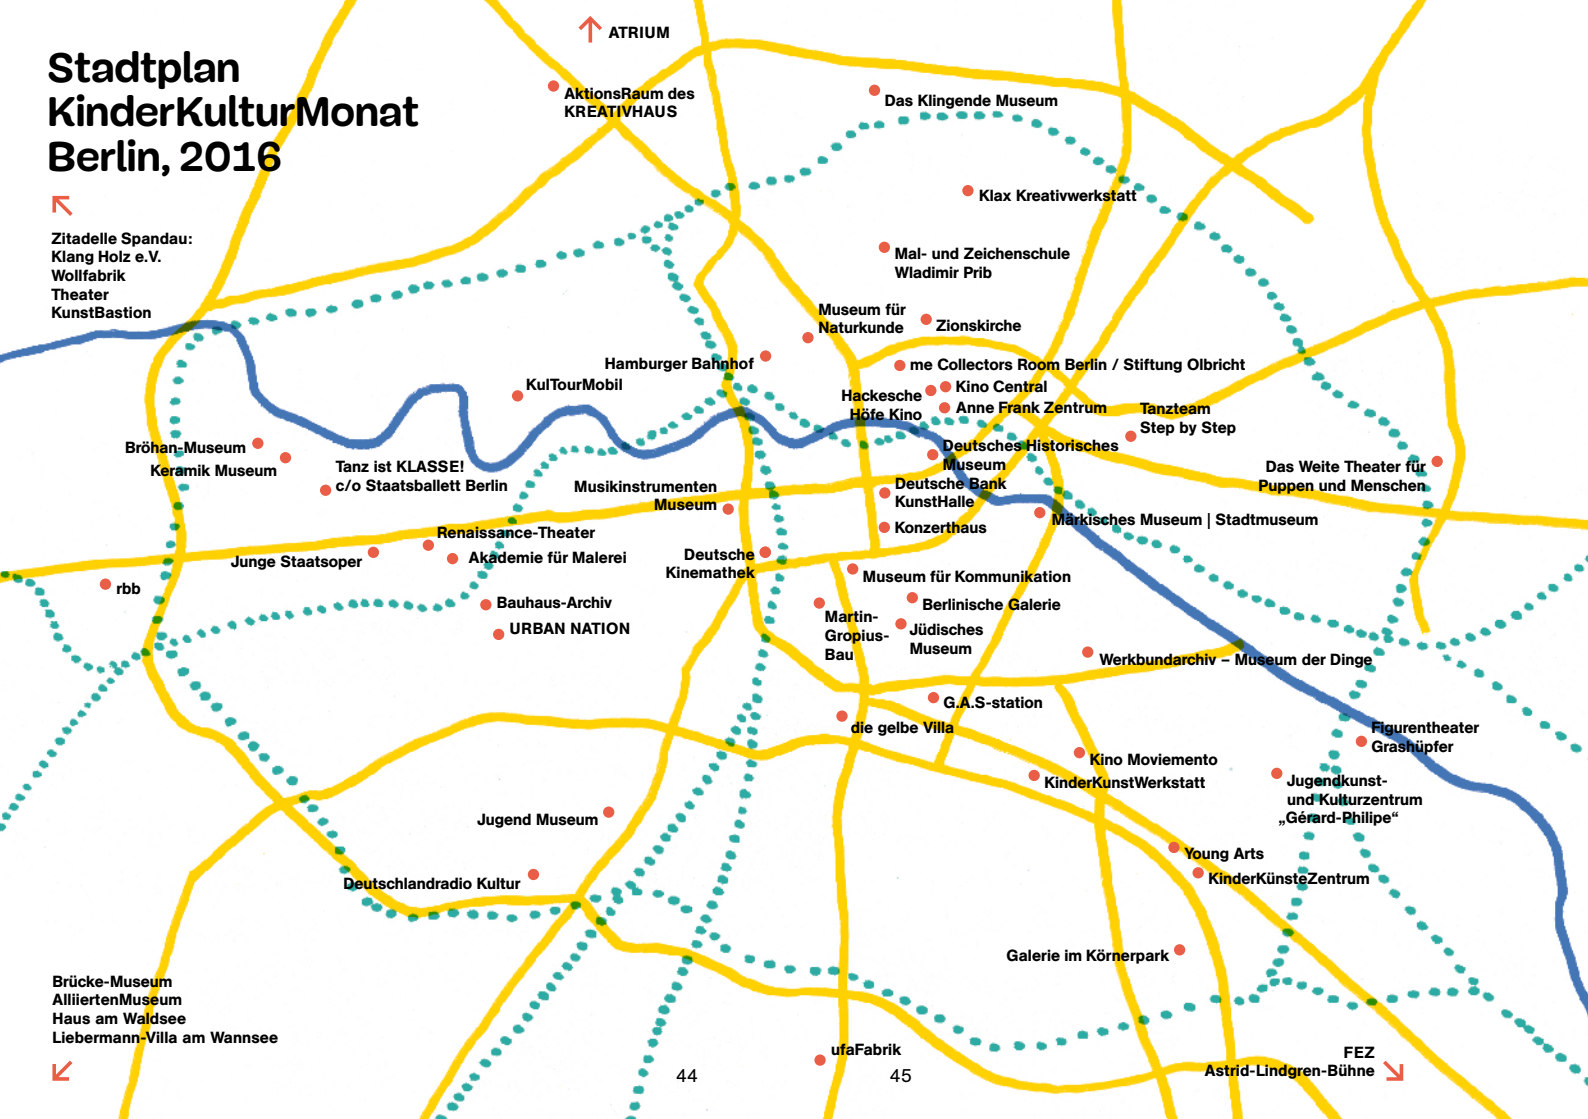 Stadtplan
KinderKulturMonat
Berlin, 2016
ATRIUM
AktionsRaum des
KREATIVHAUS
Das Klingende Museum
Klax Kreativwerkstatt
Zitadelle Spandau:
Klang Holz e.V.
Wollfabrik
Theater
KunstBastion
Mal- und Zeichenschule
Wladimir Prib
Museum für
Naturkunde
Zionskirche
Hamburger Bahnhof
me Collectors Room Berlin / Stiftung Olbricht
KulTourMobil
Kino Central
Hackesche
Höfe Kino
Anne Frank Zentrum
Tanzteam
Step by Step
Bröhan-Museum
Keramik Museum
Tanz ist KLASSE!
c/o Staatsballett Berlin
Deutsches Historisches
Museum
Das Weite Theater für
Puppen und Menschen
Musikinstrumenten
Museum
Deutsche Bank
KunstHalle
Märkisches Museum | Stadtmuseum
Konzerthaus
Renaissance-Theater
Junge Staatsoper
Akademie für Malerei
Deutsche
Kinemathek
rbb
Museum für Kommunikation
Bauhaus-Archiv
URBAN NATION
Martin-
Gropius-
Bau
Berlinische Galerie
Jüdisches
Museum
Werkbundarchiv – Museum der Dinge
G.A.S-station
die gelbe Villa
Figurentheater
Grashüpfer
Kino Moviemento
KinderKunstWerkstatt
Jugendkunst-
und Kulturzentrum
„Gérard-Philipe“
Jugend Museum
Young Arts
KinderKünsteZentrum
Deutschlandradio Kultur
Galerie im Körnerpark
Brücke-Museum
AlliiertenMuseum
Haus am Waldsee
Liebermann-Villa am Wannsee
ufaFabrik
FEZ
Astrid-Lindgren-Bühne
44
45